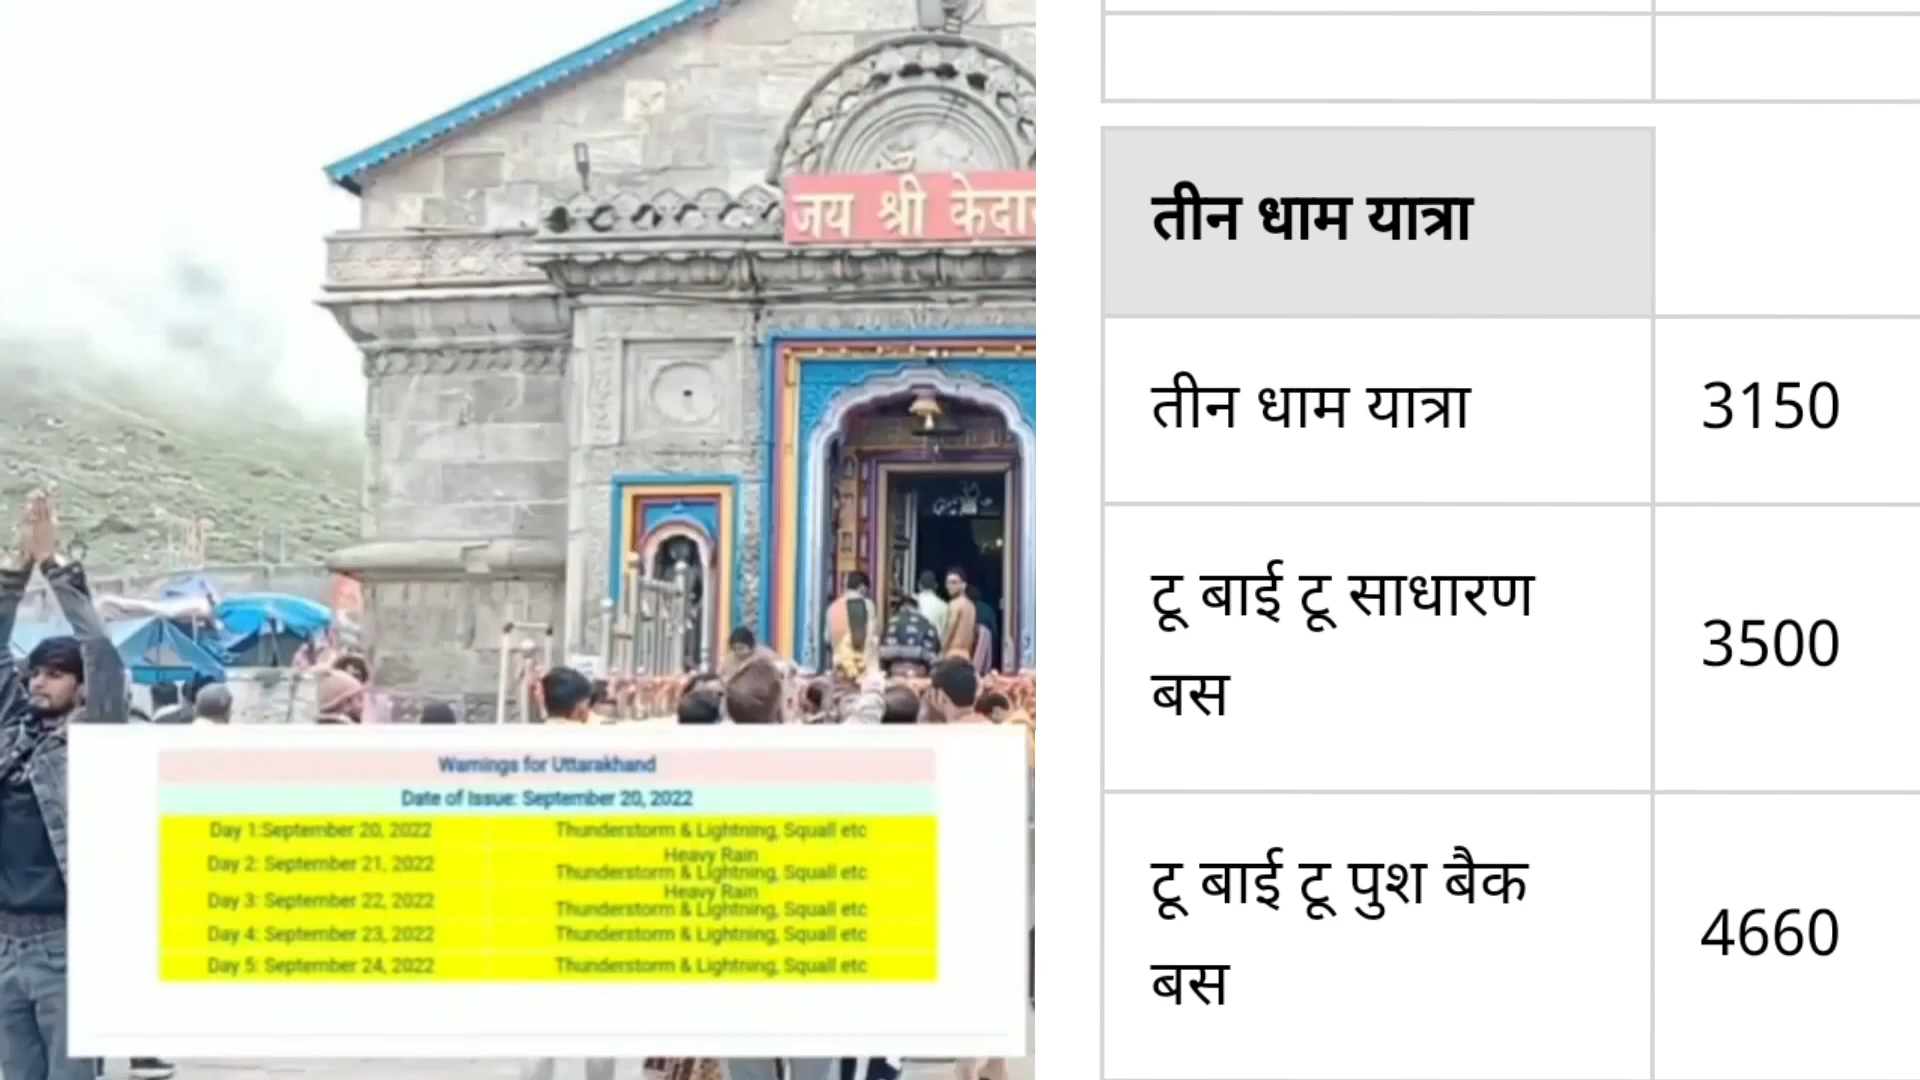 जय श्री
Warnings for Uttarakhand
Date of Issue: September 20, 2022
Day 1:September 20, 2022 Thunderstorm & Lightning, Squall etc
Day 2: September 21, 2022 Heavy Rain
Thunderstorm & Lightning, Squall etc
Day 3: September 22, 2022 Heavy Rain
Thunderstorm & Lightning, Squall etc
Day 4: September 23, 2022 Thunderstorm & Lightning, Squall etc
Day 5: September 24, 2022 Thunderstorm & Lightning, Squall etc
तीन धाम यात्रा
तीन धाम यात्रा 3150
टू बाई टू साधारण
बस 3500
टू बाई टू पुश बैक
बस 4660